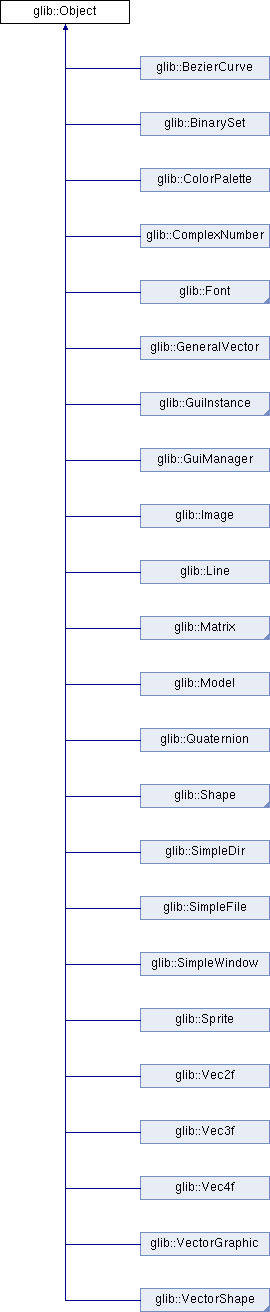 glib::Object
glib::BezierCurve
glib::BinarySet
glib::ColorPalette
glib::ComplexNumber
glib::Font
glib::GeneralVector
glib::GuiInstance
glib::GuiManager
glib::Image
glib::Line
glib::Matrix
glib::Model
glib::Quaternion
glib::Shape
glib::SimpleDir
glib::SimpleFile
glib::SimpleWindow
glib::Sprite
glib::Vec2f
glib::Vec3f
glib::Vec4f
glib::VectorGraphic
glib::VectorShape